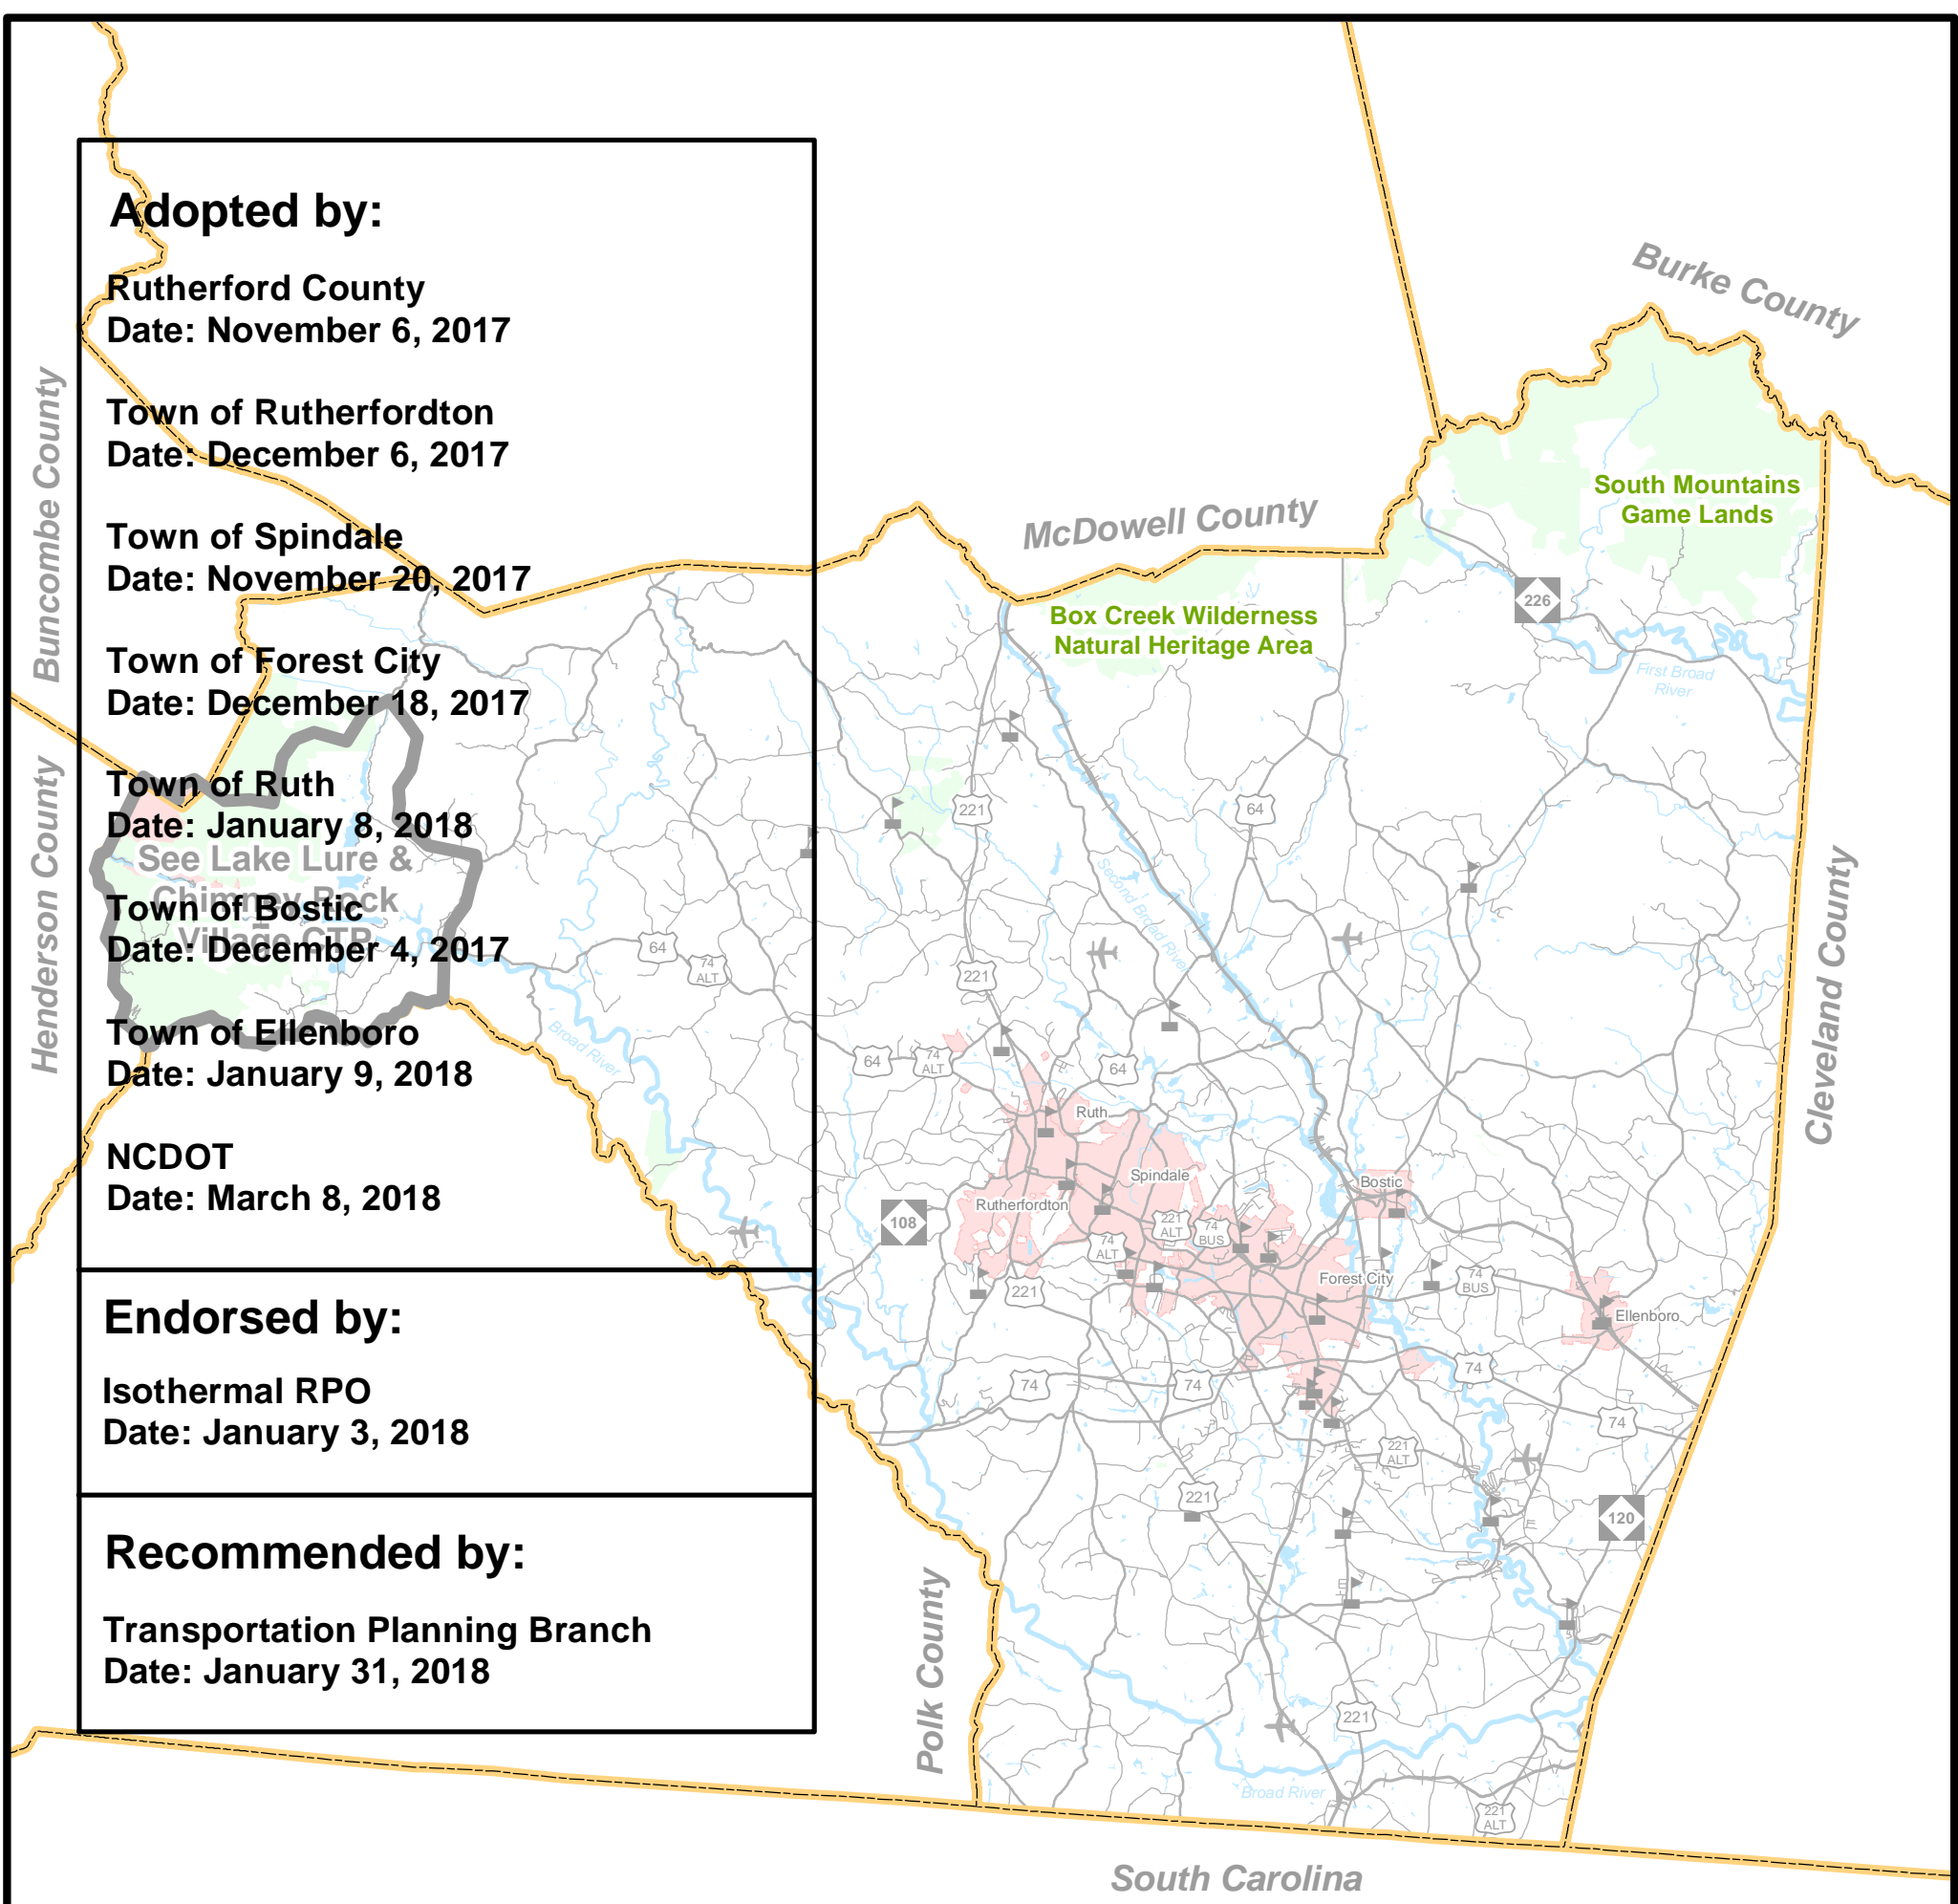 Adopted by:
Rutherford County
Date: November 6, 2017
Town of Rutherfordton
Date: December 6, 2017
Town of Spindale
Date: November 20, 2017
Town of Forest City
Date: December 18, 2017
Town of Ruth
Date: January 8, 2018
See Lake Lure &
Chimney Rock
Village CTP
Town of Bostic
Date: December 4, 2017
Town of Ellenboro
Date: January 9, 2018
NCDOT
Date: March 8, 2018
Endorsed by:
Isothermal RPO
Date: January 3, 2018
Recommended by:
Transportation Planning Branch
Date: January 31, 2018
Buncombe County
Henderson County
McDowell County
Burke County
Cleveland County
Polk County
South Carolina
South Mountains
Game Lands
Box Creek Wilderness
Natural Heritage Area
226
First Broad
River
221
64
Second Broad River
64
74
ALT
221
Broad River
64
74
ALT
64
Ruth
Spindale
Rutherfordton
Bostic
108
221
ALT
74
BUS
74
ALT
Forest City
221
74
BUS
Ellenboro
74
74
74
74
221
ALT
221
120
221
Broad River
221
ALT